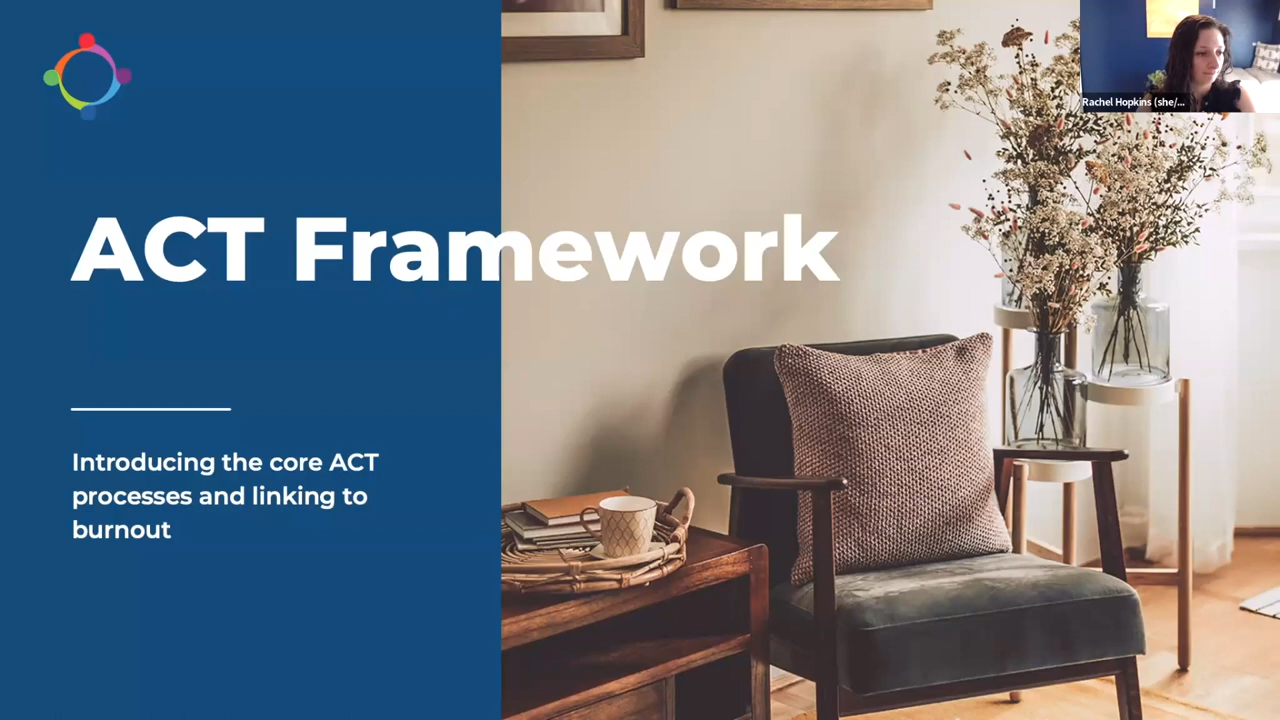 Rachel Hopkins (she/...
ACT Framework
Introducing the core ACT
processes and linking to
burnout